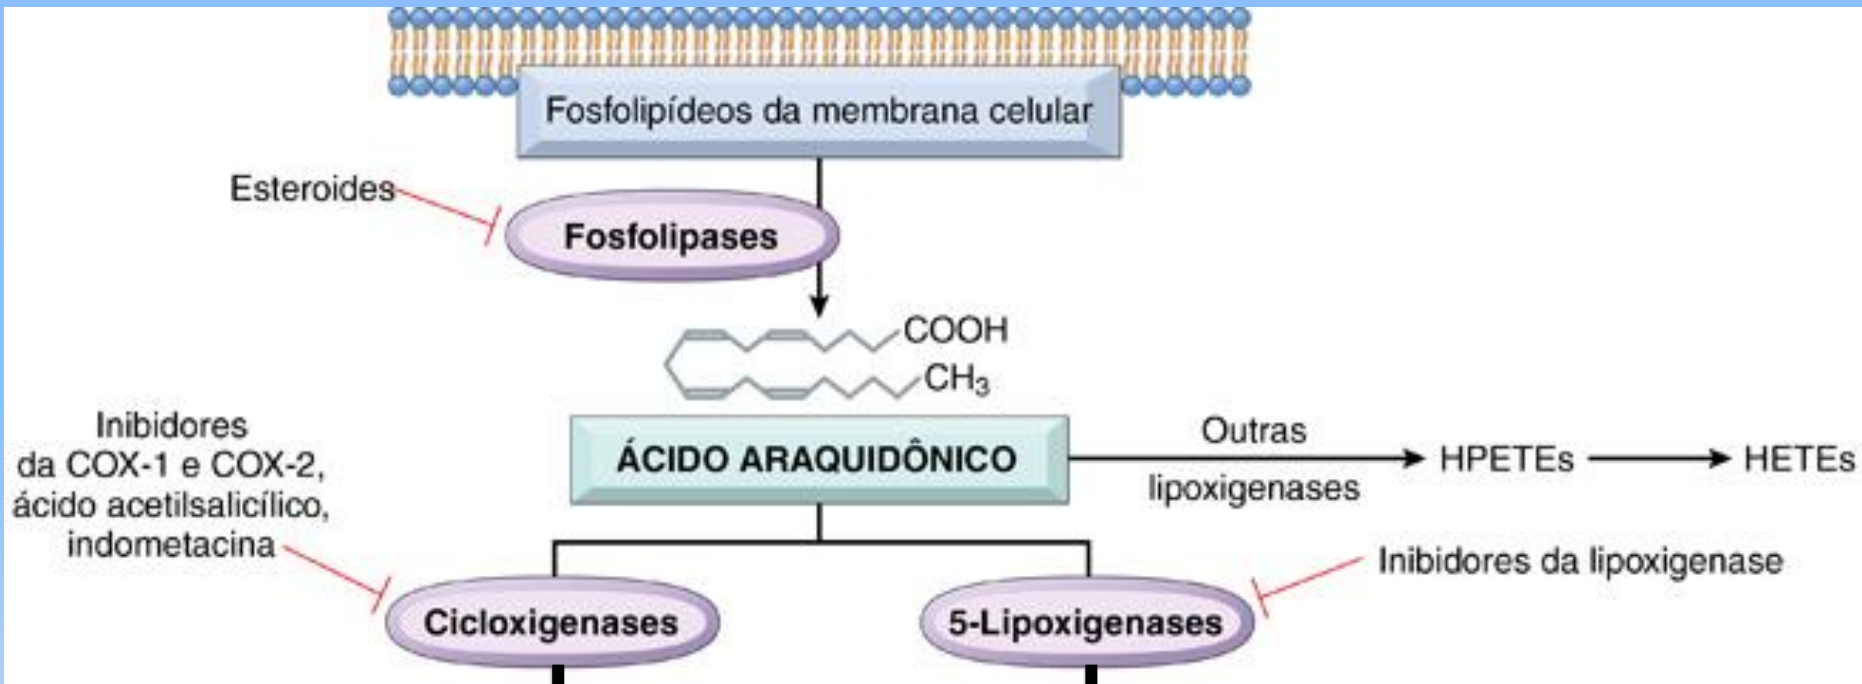 Fosfolipídeos da membrana celular
Esteroides
Fosfolipases
COOH
CH₃
Inibidores
da COX-1 e COX-2,
ácido acetilsalicílico,
indometacina
ÁCIDO ARAQUIDÔNICO
Outras
lipoxigenases
HPETEs
HETEs
Inibidores da lipoxigenase
Cicloxigenases
5-Lipoxigenases